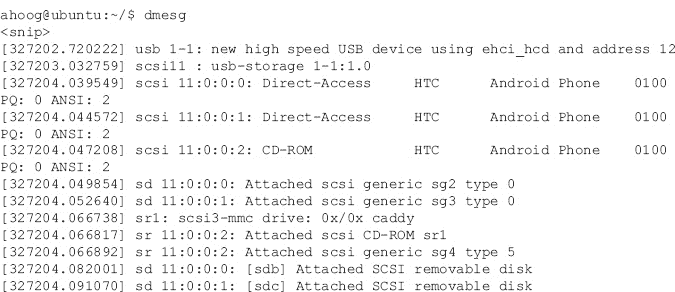 ahoog@ubuntu:~/$ dmesg
<snip>
[327202.720222] usb 1-1: new high speed USB device using ehci_hcd and address 12
[327203.032759] scsi11 : usb-storage 1-1:1.0
[327204.039549] scsi 11:0:0:0: Direct-Access HTC Android Phone 0100
PQ: 0 ANSI: 2
[327204.044572] scsi 11:0:0:1: Direct-Access HTC Android Phone 0100
PQ: 0 ANSI: 2
[327204.047208] scsi 11:0:0:2: CD-ROM HTC Android Phone 0100
PQ: 0 ANSI: 2
[327204.049854] sd 11:0:0:0: Attached scsi generic sg2 type 0
[327204.052640] sd 11:0:0:1: Attached scsi generic sg3 type 0
[327204.066738] sr1: scsi3-mmc drive: 0x/0x caddy
[327204.066817] sr 11:0:0:2: Attached scsi CD-ROM sr1
[327204.066892] sr 11:0:0:2: Attached scsi generic sg4 type 5
[327204.082001] sd 11:0:0:0: [sdb] Attached SCSI removable disk
[327204.091070] sd 11:0:0:1: [sdc] Attached SCSI removable disk